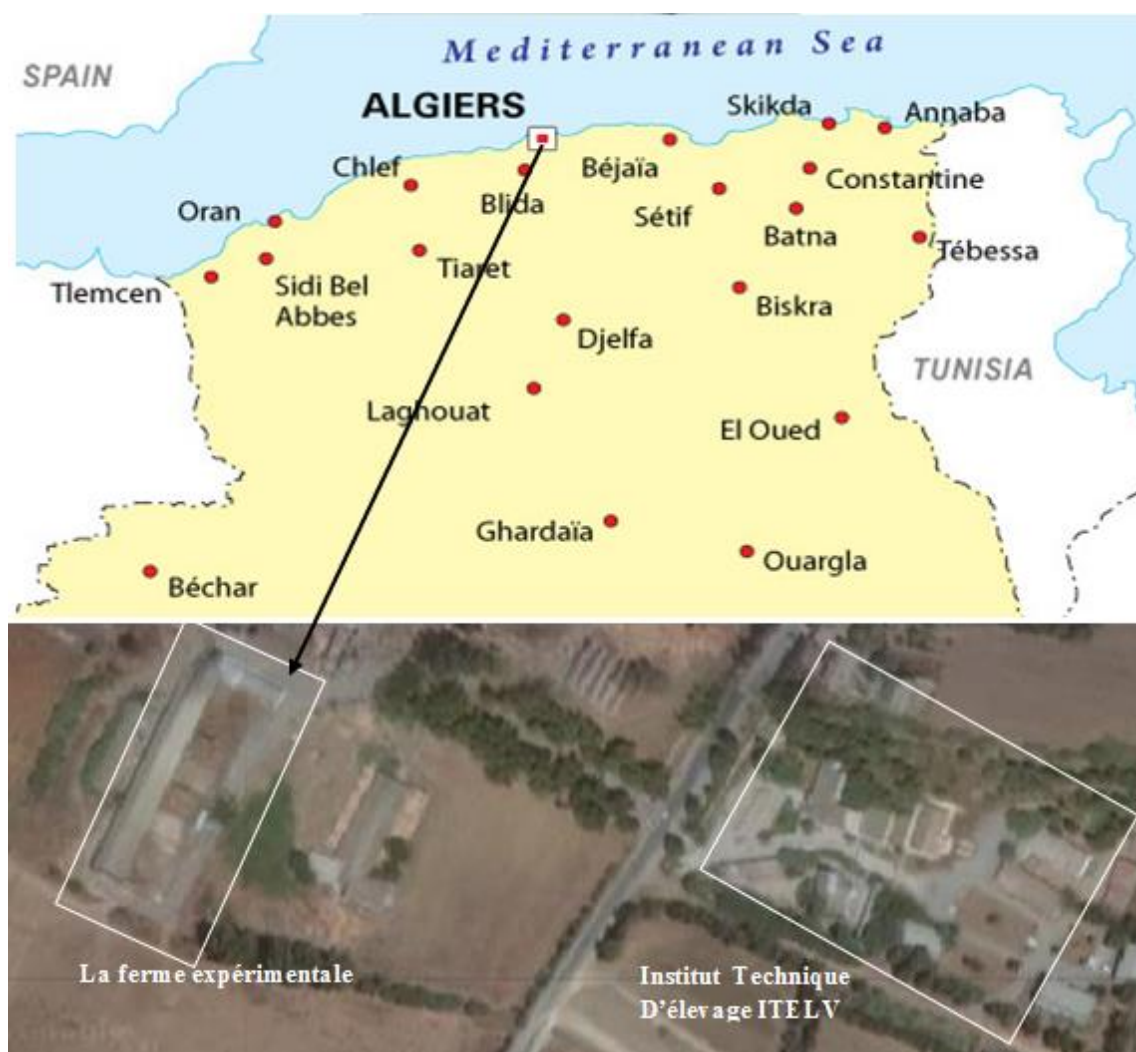 Mediterranean Sea
SPAIN
ALGIERS
Skikda
Annaba
Chlef
Béjaïa
Constantine
Blida
Oran
Sétif
Batna
Tiaret
Tébessa
Tlemcen
Sidi Bel
Abbes
Biskra
Djelfa
TUNISIA
Laghouat
El Oued
Ghardaïa
Ouargla
Béchar
La ferme expérimentale
Institut Technique
D'élevage ITELV